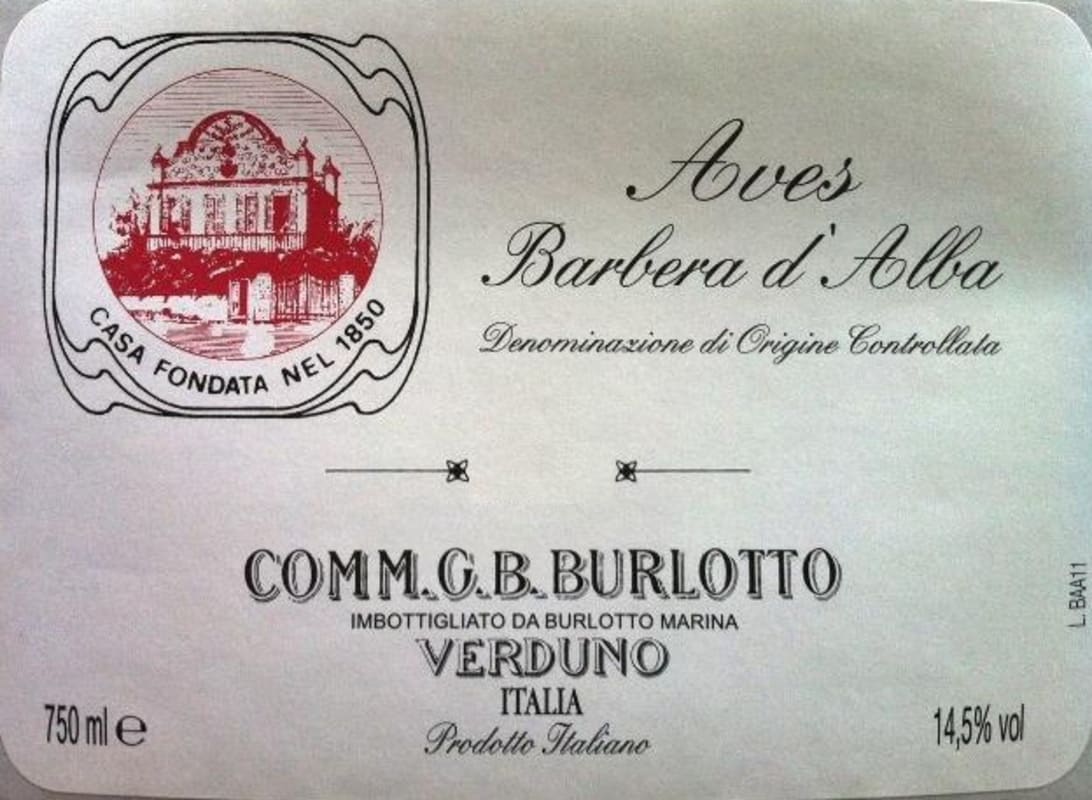 CASA FONDATA NEL 1850
Aves
Barbera d'Alba
Denominazione di Origine Controllata
COMM.G.B.BURLOTTO
IMBOTTIGLIATO DA BURLOTTO MARINA
VERDUNO
ITALIA
Prodotto Italiano
750 ml e
14,5% vol
L.BAA11